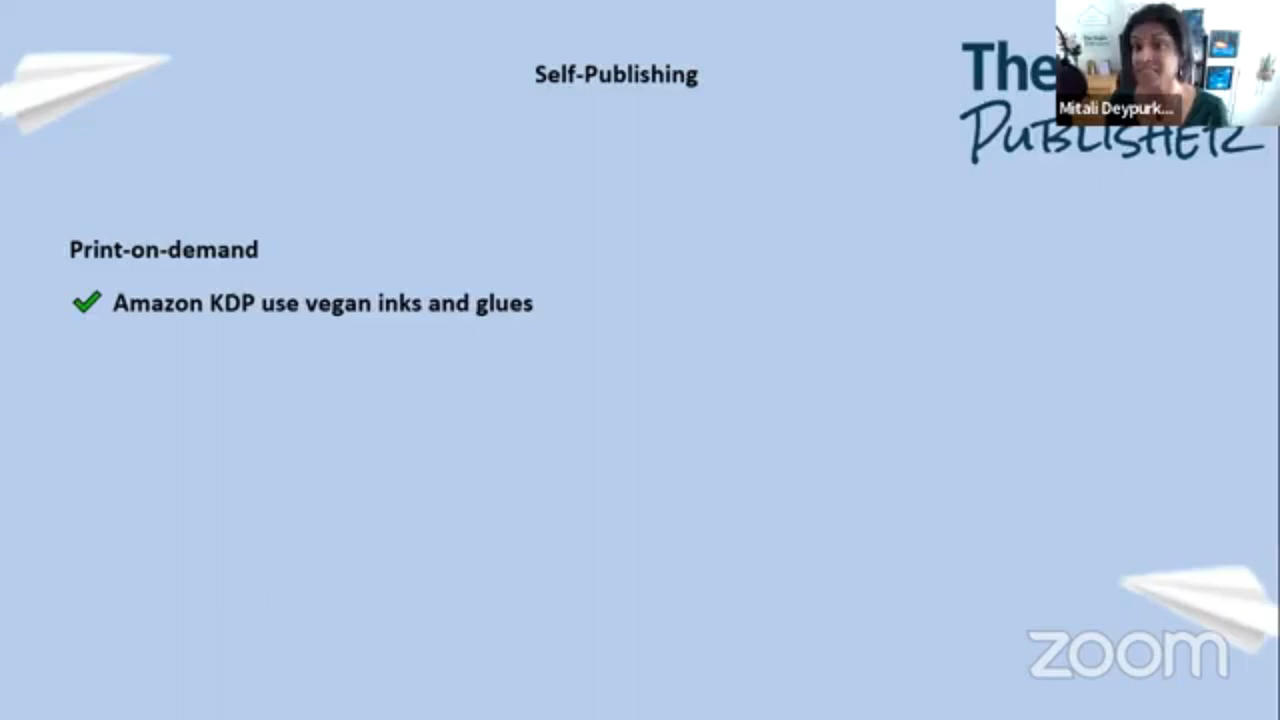 Self-Publishing
The
PUBLISHER
Mitali Deypurk...
Print-on-demand
Amazon KDP use vegan inks and glues
zoom